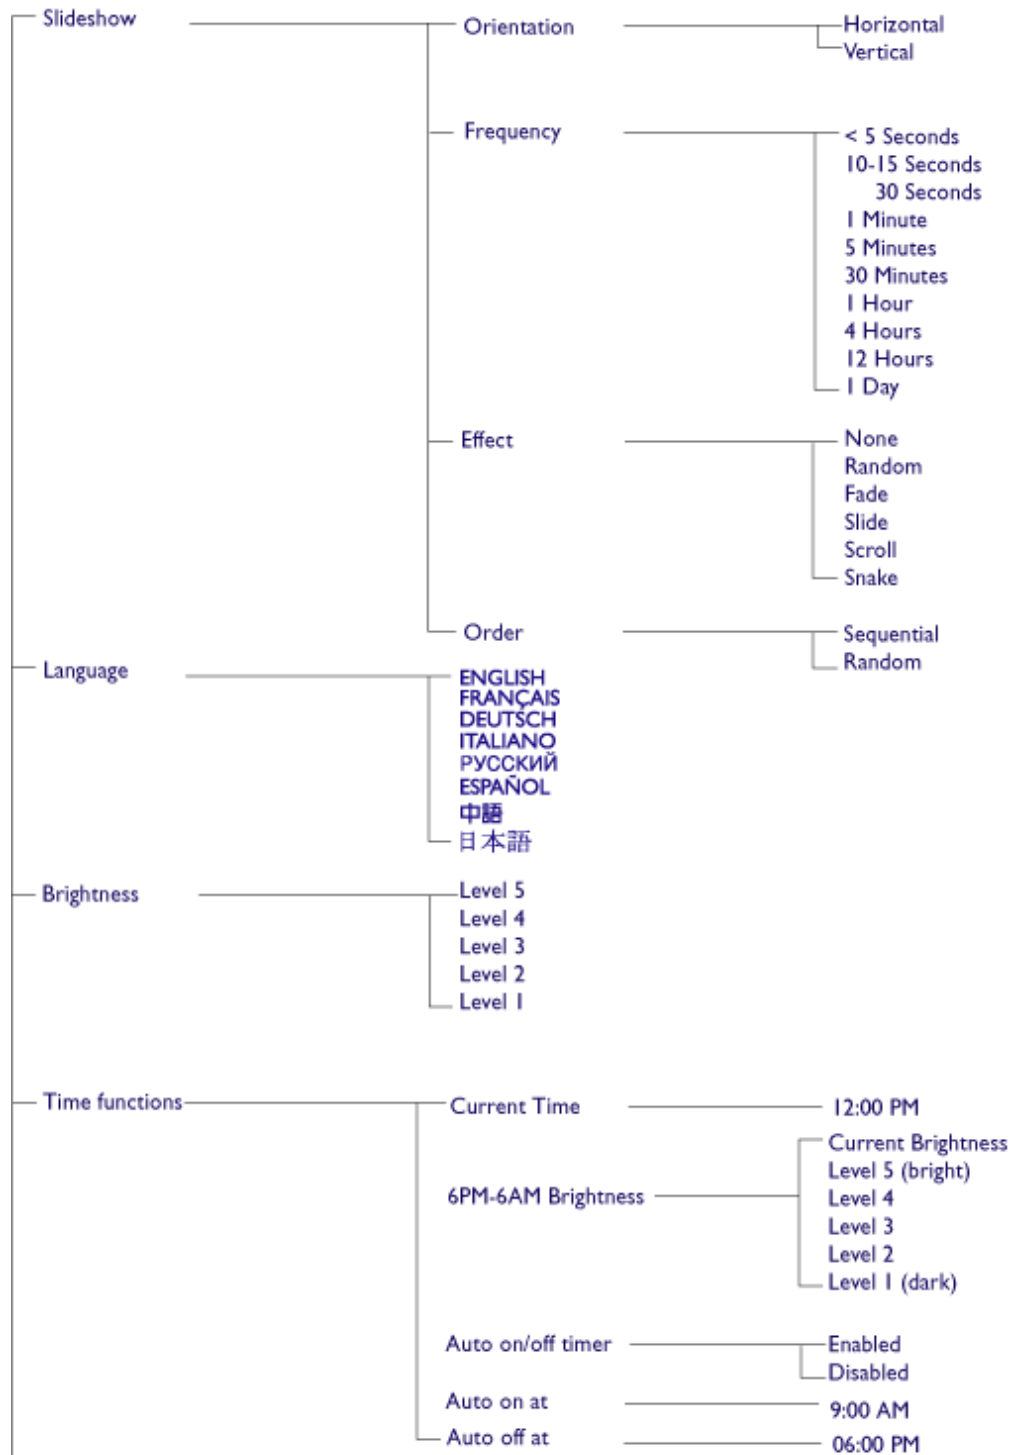 Slideshow
Orientation
Horizontal
Vertical
Frequency
< 5 Seconds
10-15 Seconds
30 Seconds
1 Minute
5 Minutes
30 Minutes
1 Hour
4 Hours
12 Hours
1 Day
Effect
None
Random
Fade
Slide
Scroll
Snake
Order
Sequential
Random
Language
ENGLISH
FRANÇAIS
DEUTSCH
ITALIANO
РУССКИЙ
ESPAÑOL
中語
日本語
Brightness
Level 5
Level 4
Level 3
Level 2
Level 1
Time functions
Current Time
12:00 PM
6PM-6AM Brightness
Current Brightness
Level 5 (bright)
Level 4
Level 3
Level 2
Level 1 (dark)
Auto on/off timer
Enabled
Disabled
Auto on at
9:00 AM
Auto off at
06:00 PM